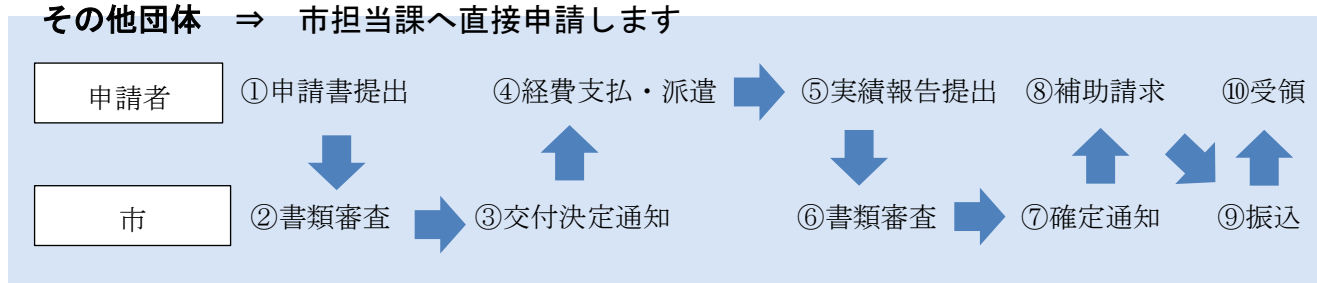 その他団体 ⇒ 市担当課へ直接申請します
申請者 ①申請書提出 ④経費支払・派遣 ⑤実績報告提出 ⑧補助請求 ⑩受領
市 ②書類審査 ③交付決定通知 ⑥書類審査 ⑦確定通知 ⑨振込